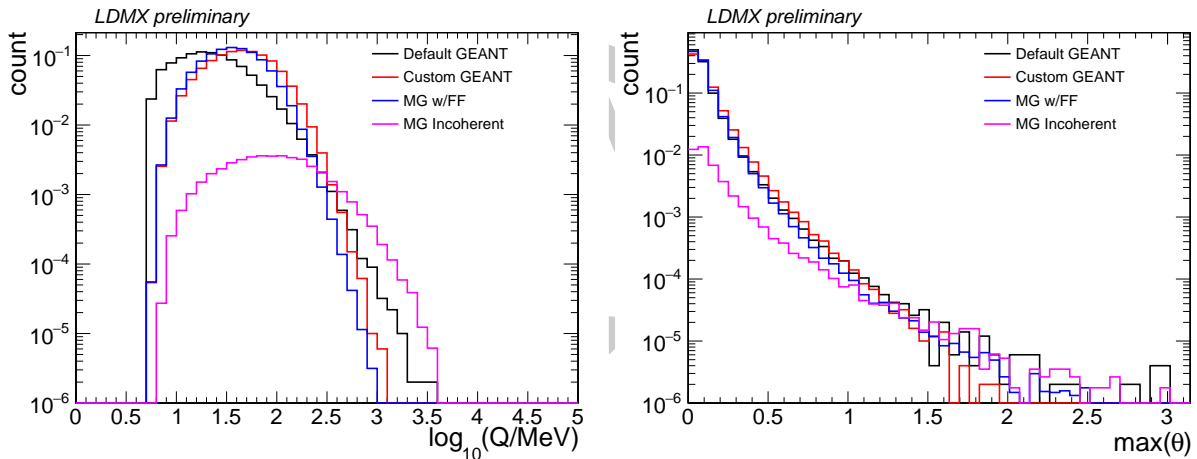 LDMX preliminary
count
10⁻¹
10⁻²
10⁻³
10⁻⁴
10⁻⁵
10⁻⁶
Default GEANT
Custom GEANT
MG w/FF
MG Incoherent
0 0.5 1 1.5 2 2.5 3 3.5 4 4.5 5
log₁₀(Q/MeV)
LDMX preliminary
count
10⁻¹
10⁻²
10⁻³
10⁻⁴
10⁻⁵
10⁻⁶
Default GEANT
Custom GEANT
MG w/FF
MG Incoherent
0 0.5 1 1.5 2 2.5 3
max(θ)